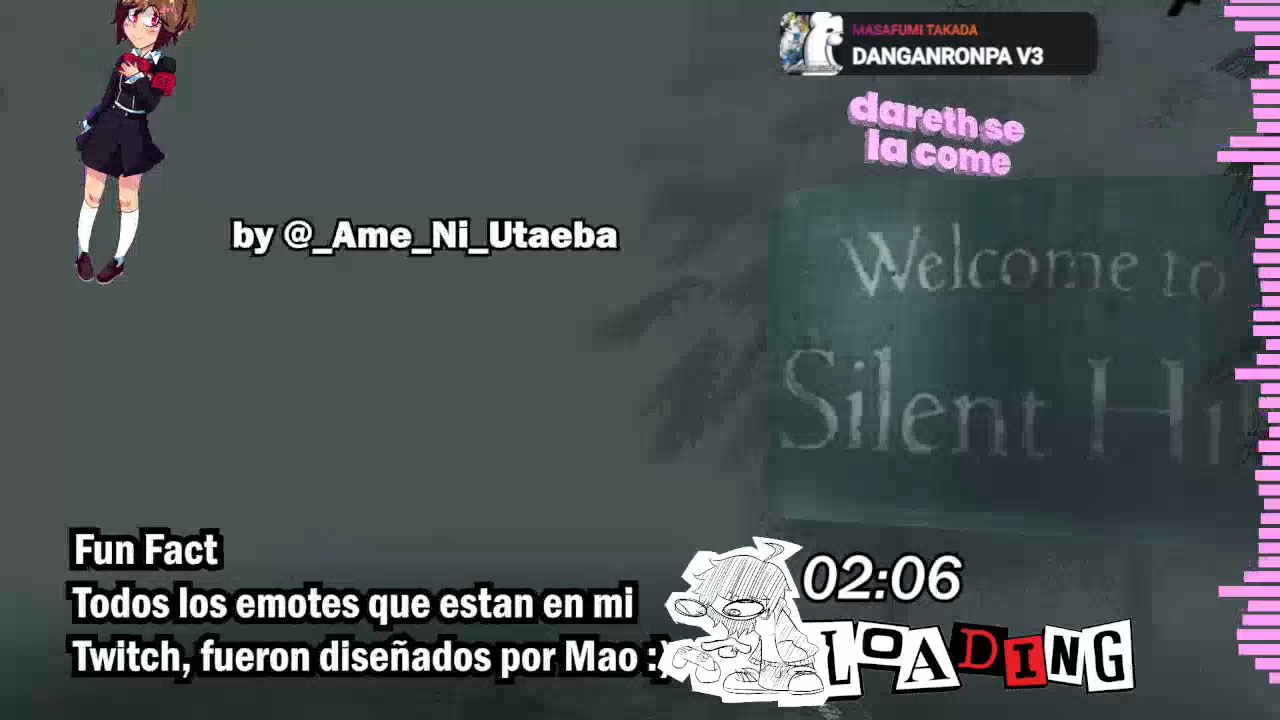 MASAFUMI TAKADA
DANGANRONPA V3
dareth se
la come
by @_Ame_Ni_Utaeba
Welcome to
Silent Hil
Fun Fact
Todos los emotes que estan en mi
Twitch, fueron diseñados por Mao :)
02:06
LOADING